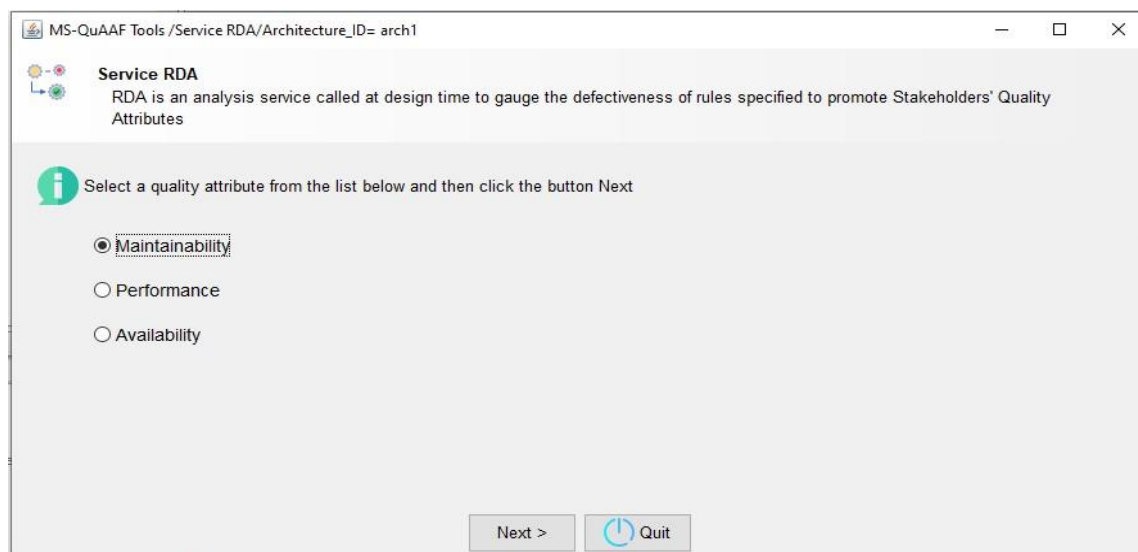 MS-QuAAF Tools /Service RDA/Architecture_ID= arch1
Service RDA
RDA is an analysis service called at design time to gauge the defectiveness of rules specified to promote Stakeholders' Quality
Attributes
Select a quality attribute from the list below and then click the button Next
Maintainability
Performance
Availability
Next >
Quit